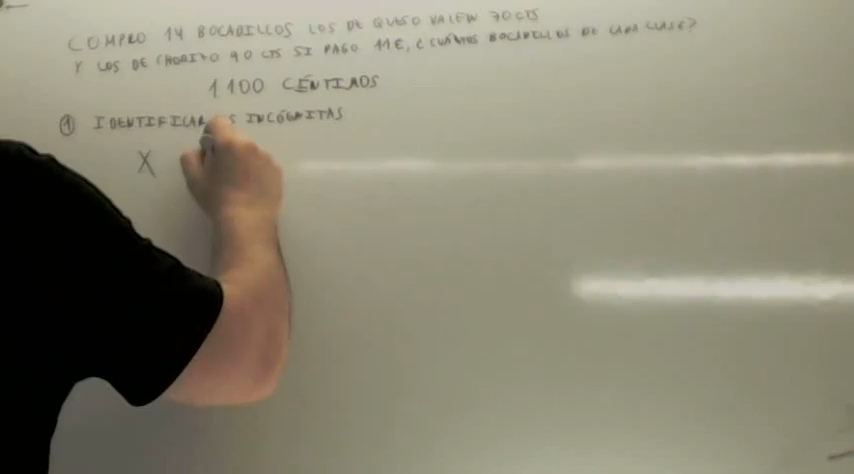 COMPRO 14 BOCADILLOS LOS DE QUESO VALEN 70 CTS
Y LOS DE CHORIZO 90 CTS SI PAGO 11€, ¿ CUÁNTOS BOCADILLOS DE CADA CLASE?
1100 CÉNTIMOS
① IDENTIFICAR S INCÓGNITAS
X